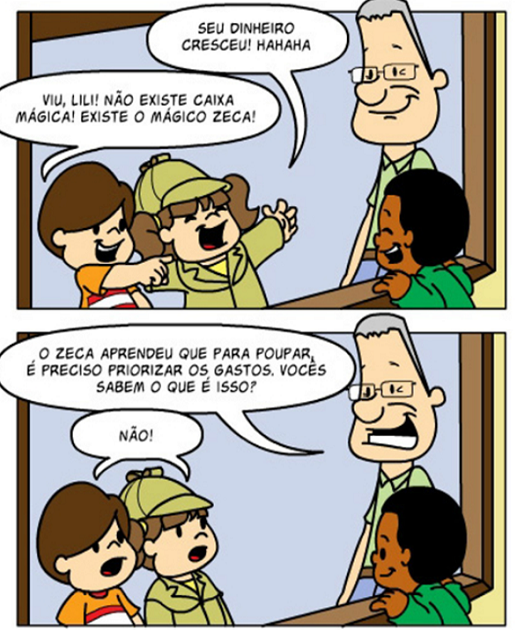 SEU DINHEIRO
CRESCEU! HAHAHA
VIU, LILI! NÃO EXISTE CAIXA
MÁGICA! EXISTE O MÁGICO ZECA!
O ZECA APRENDEU QUE PARA POUPAR,
É PRECISO PRIORIZAR OS GASTOS. VOCÊS
SABEM O QUE É ISSO?
NÃO!